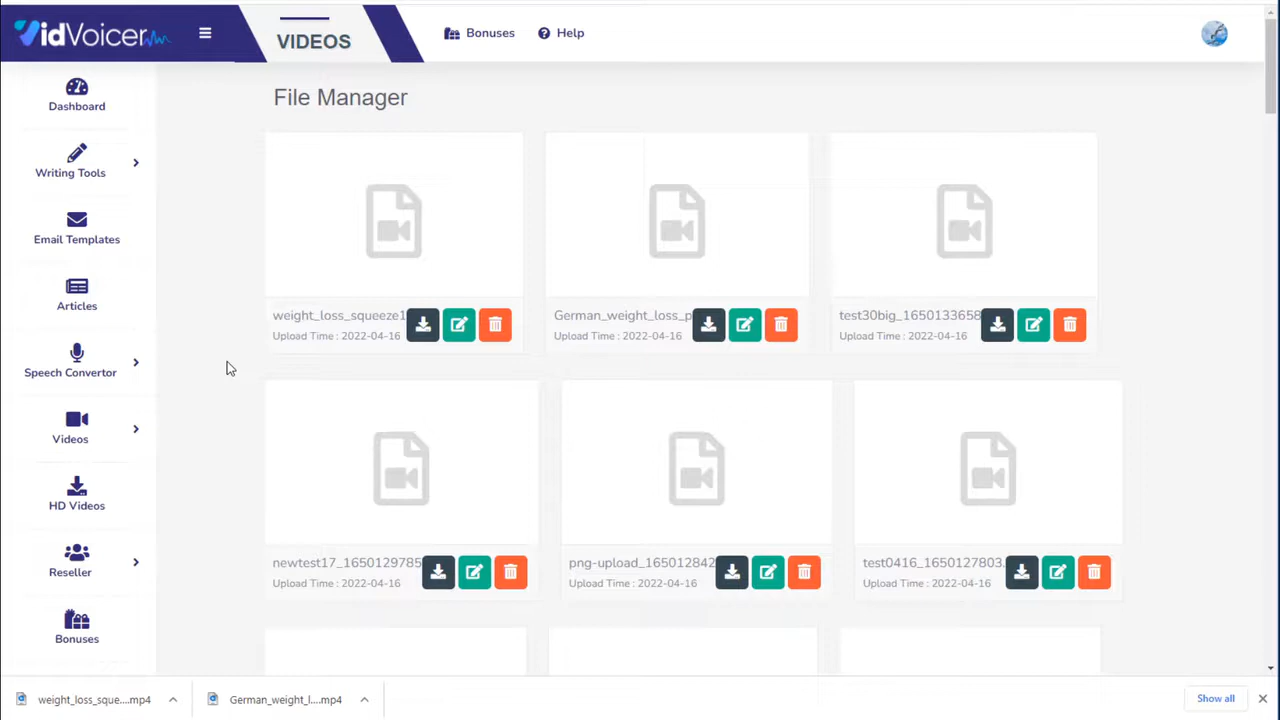 VidVoicer
VIDEOS
Bonuses
Help
Dashboard
Writing Tools
Email Templates
Articles
Speech Convertor
Videos
HD Videos
Reseller
Bonuses
File Manager
weight_loss_squeeze1
Upload Time : 2022-04-16
German_weight_loss_p
Upload Time : 2022-04-16
test30big_1650133658
Upload Time : 2022-04-16
newtest17_1650129785
Upload Time : 2022-04-16
png-upload_165012842
Upload Time : 2022-04-16
test0416_1650127803.
Upload Time : 2022-04-16
weight_loss_sque....mp4
German_weight_l....mp4
Show all